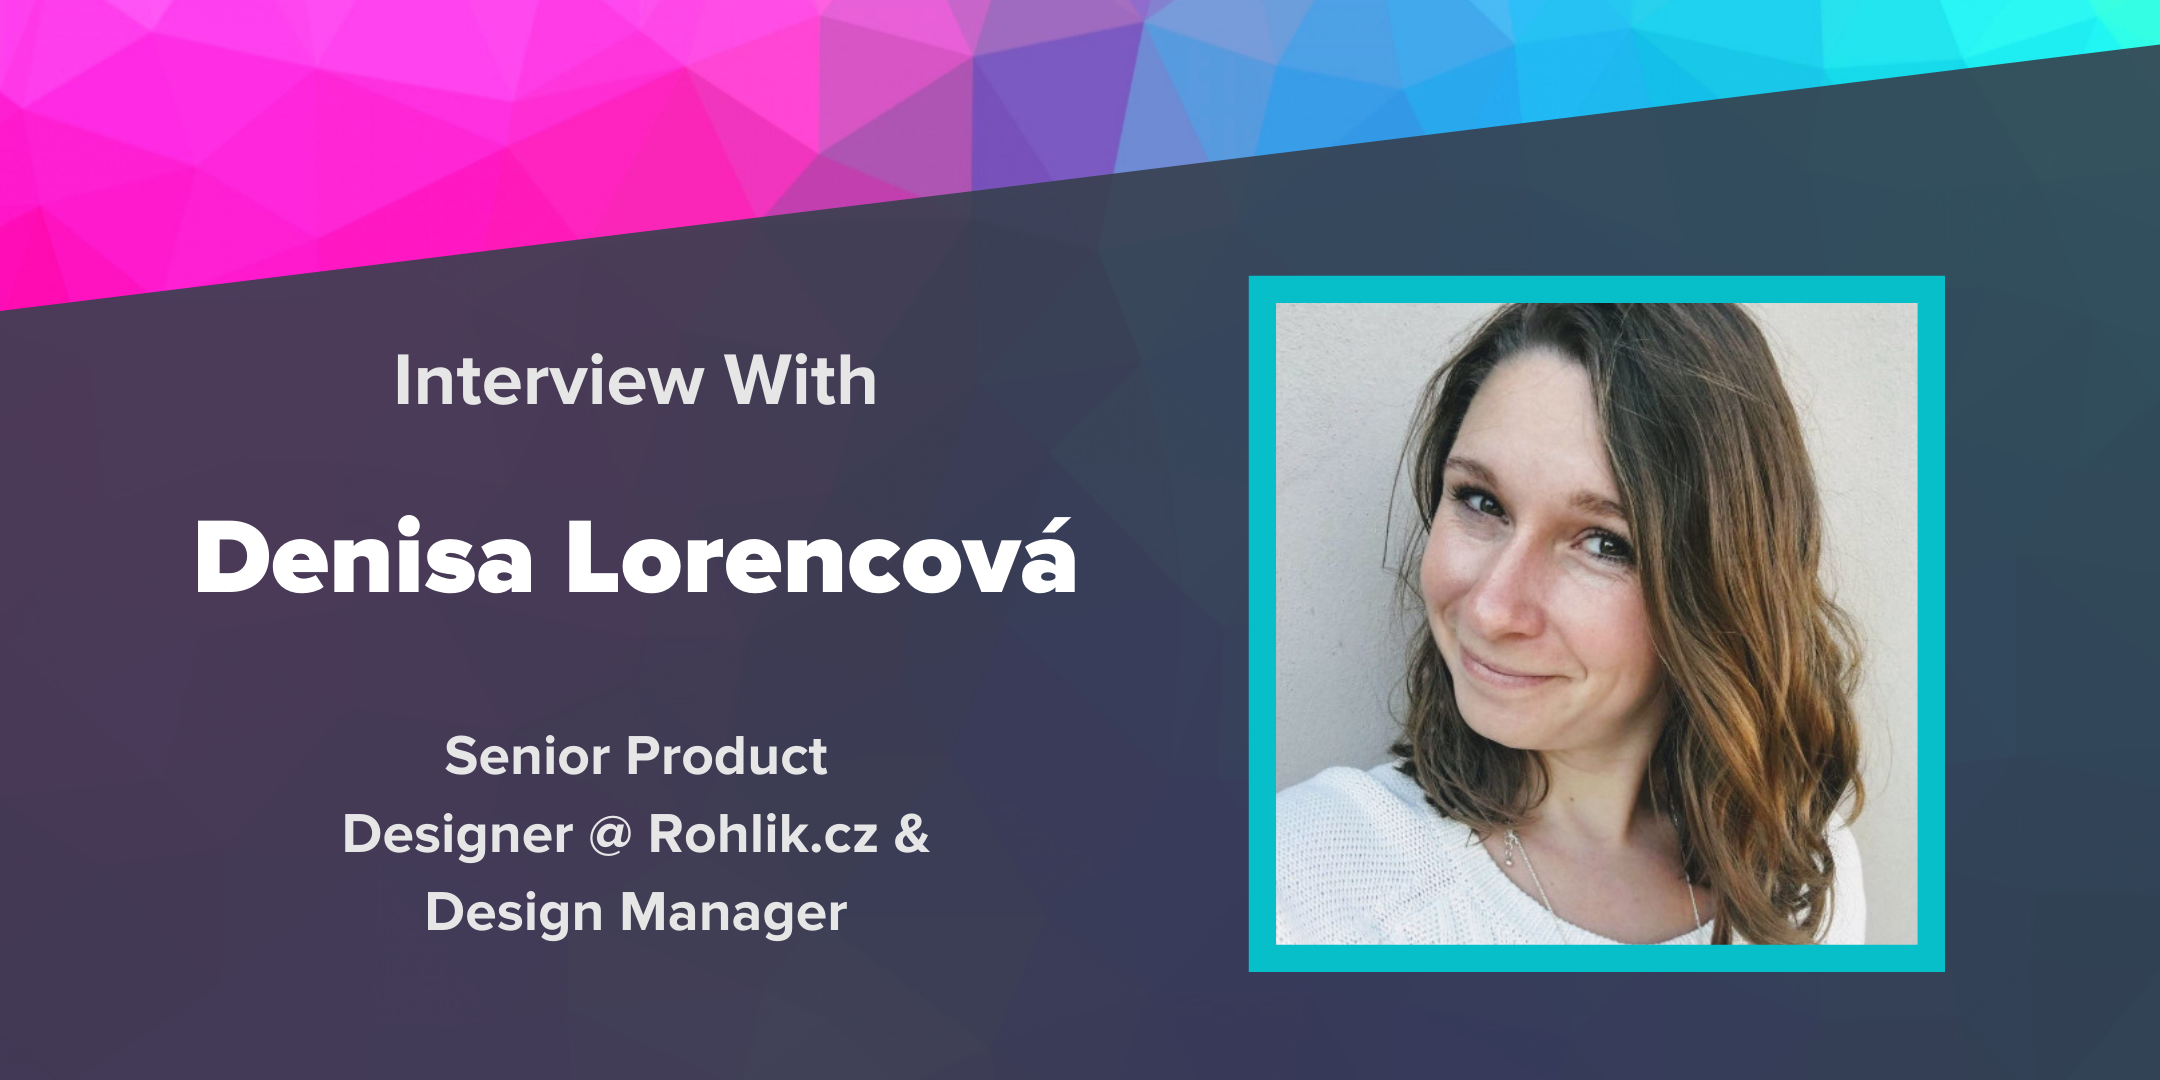 Interview With
Denisa Lorencová
Senior Product
Designer @ Rohlik.cz &
Design Manager